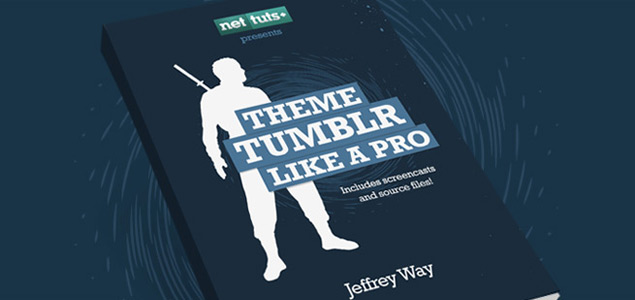 net tuts+
presents
THEME
TUMBLR
LIKE A PRO
Includes screencasts
and source files!
Jeffrey Way